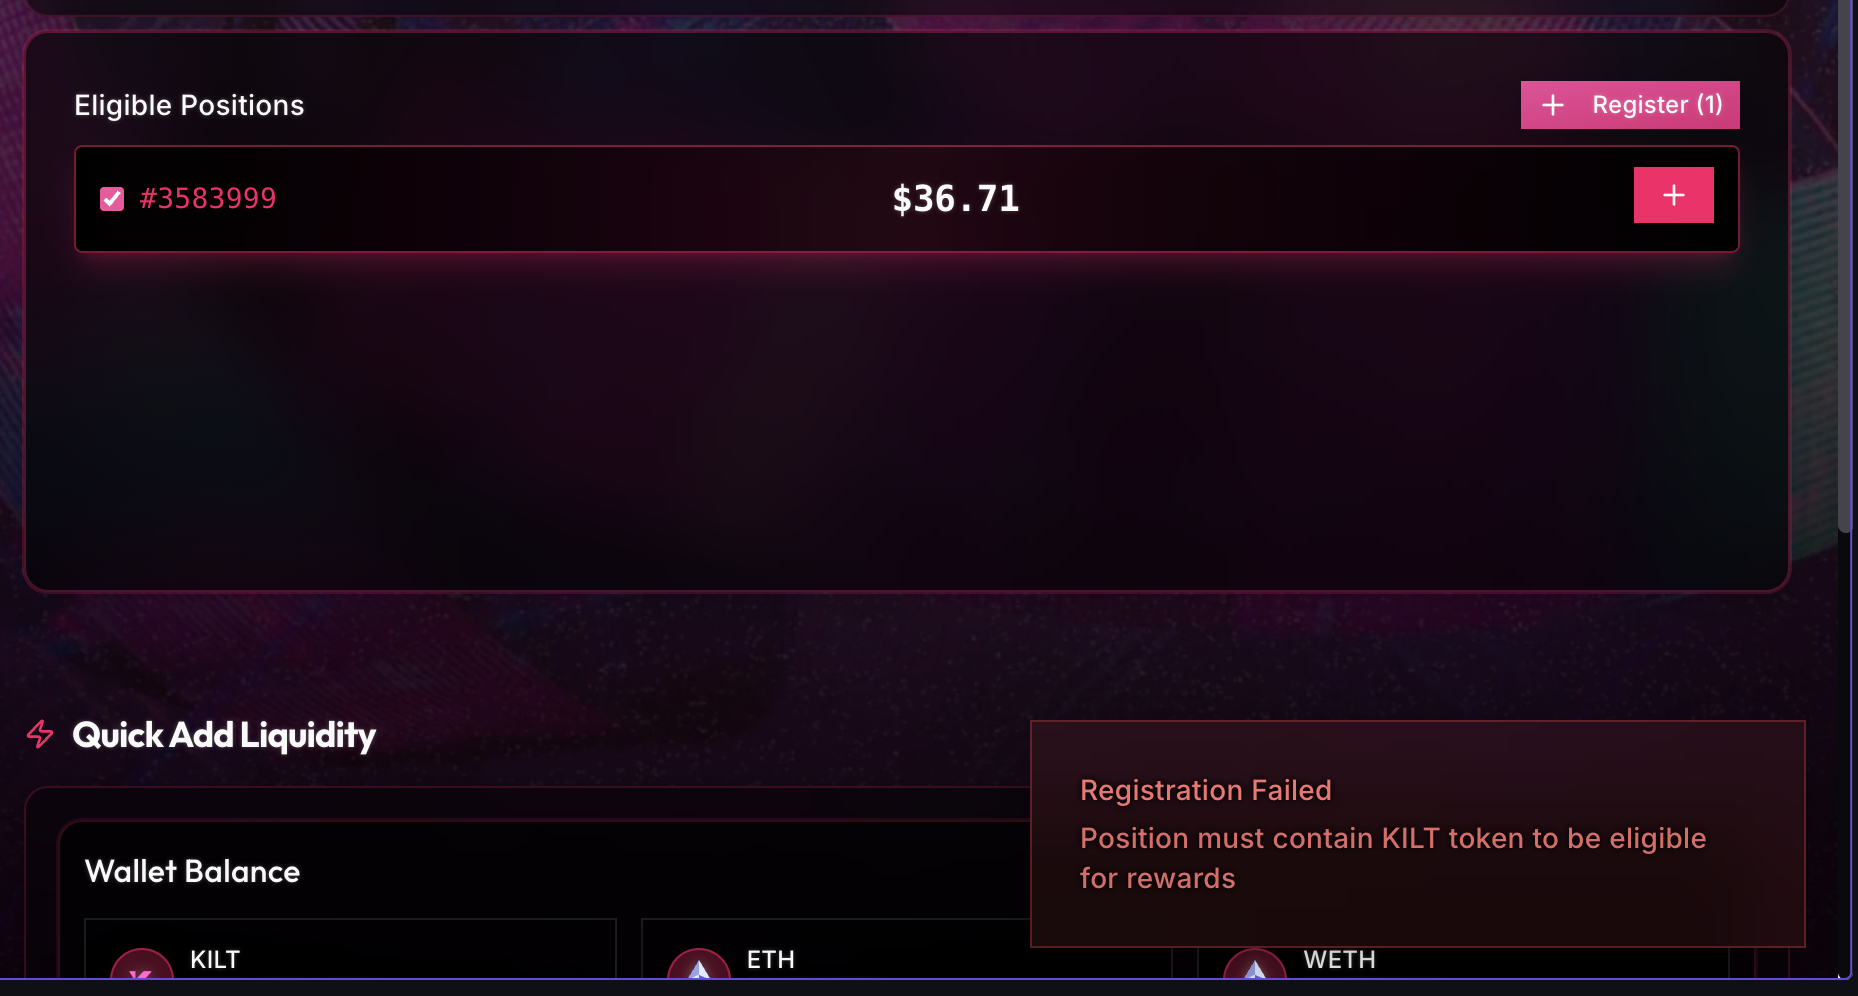 Eligible Positions
Register (1)
#3583999
$36.71
Quick Add Liquidity
Registration Failed
Position must contain KILT token to be eligible
for rewards
Wallet Balance
KILT
ETH
WETH